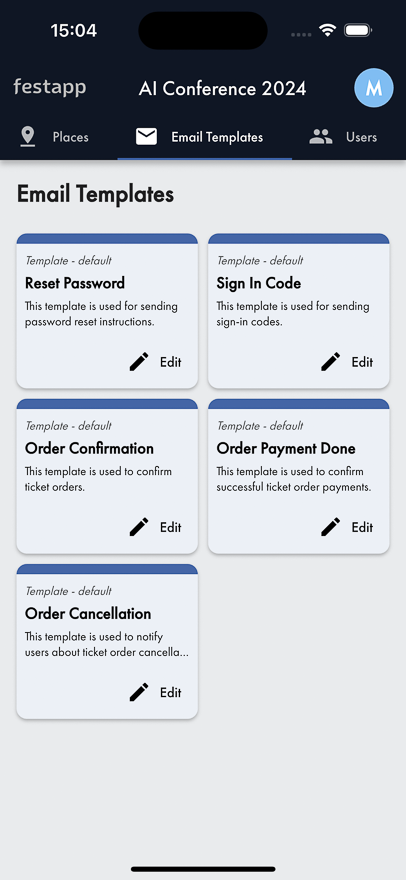 15:04
festapp
AI Conference 2024
M
Places
Email Templates
Users
Email Templates
Template - default
Reset Password
This template is used for sending
password reset instructions.
Edit
Template - default
Sign In Code
This template is used for sending
sign-in codes.
Edit
Template - default
Order Confirmation
This template is used to confirm
ticket orders.
Edit
Template - default
Order Payment Done
This template is used to confirm
successful ticket order payments.
Edit
Template - default
Order Cancellation
This template is used to notify
users about ticket order cancella...
Edit